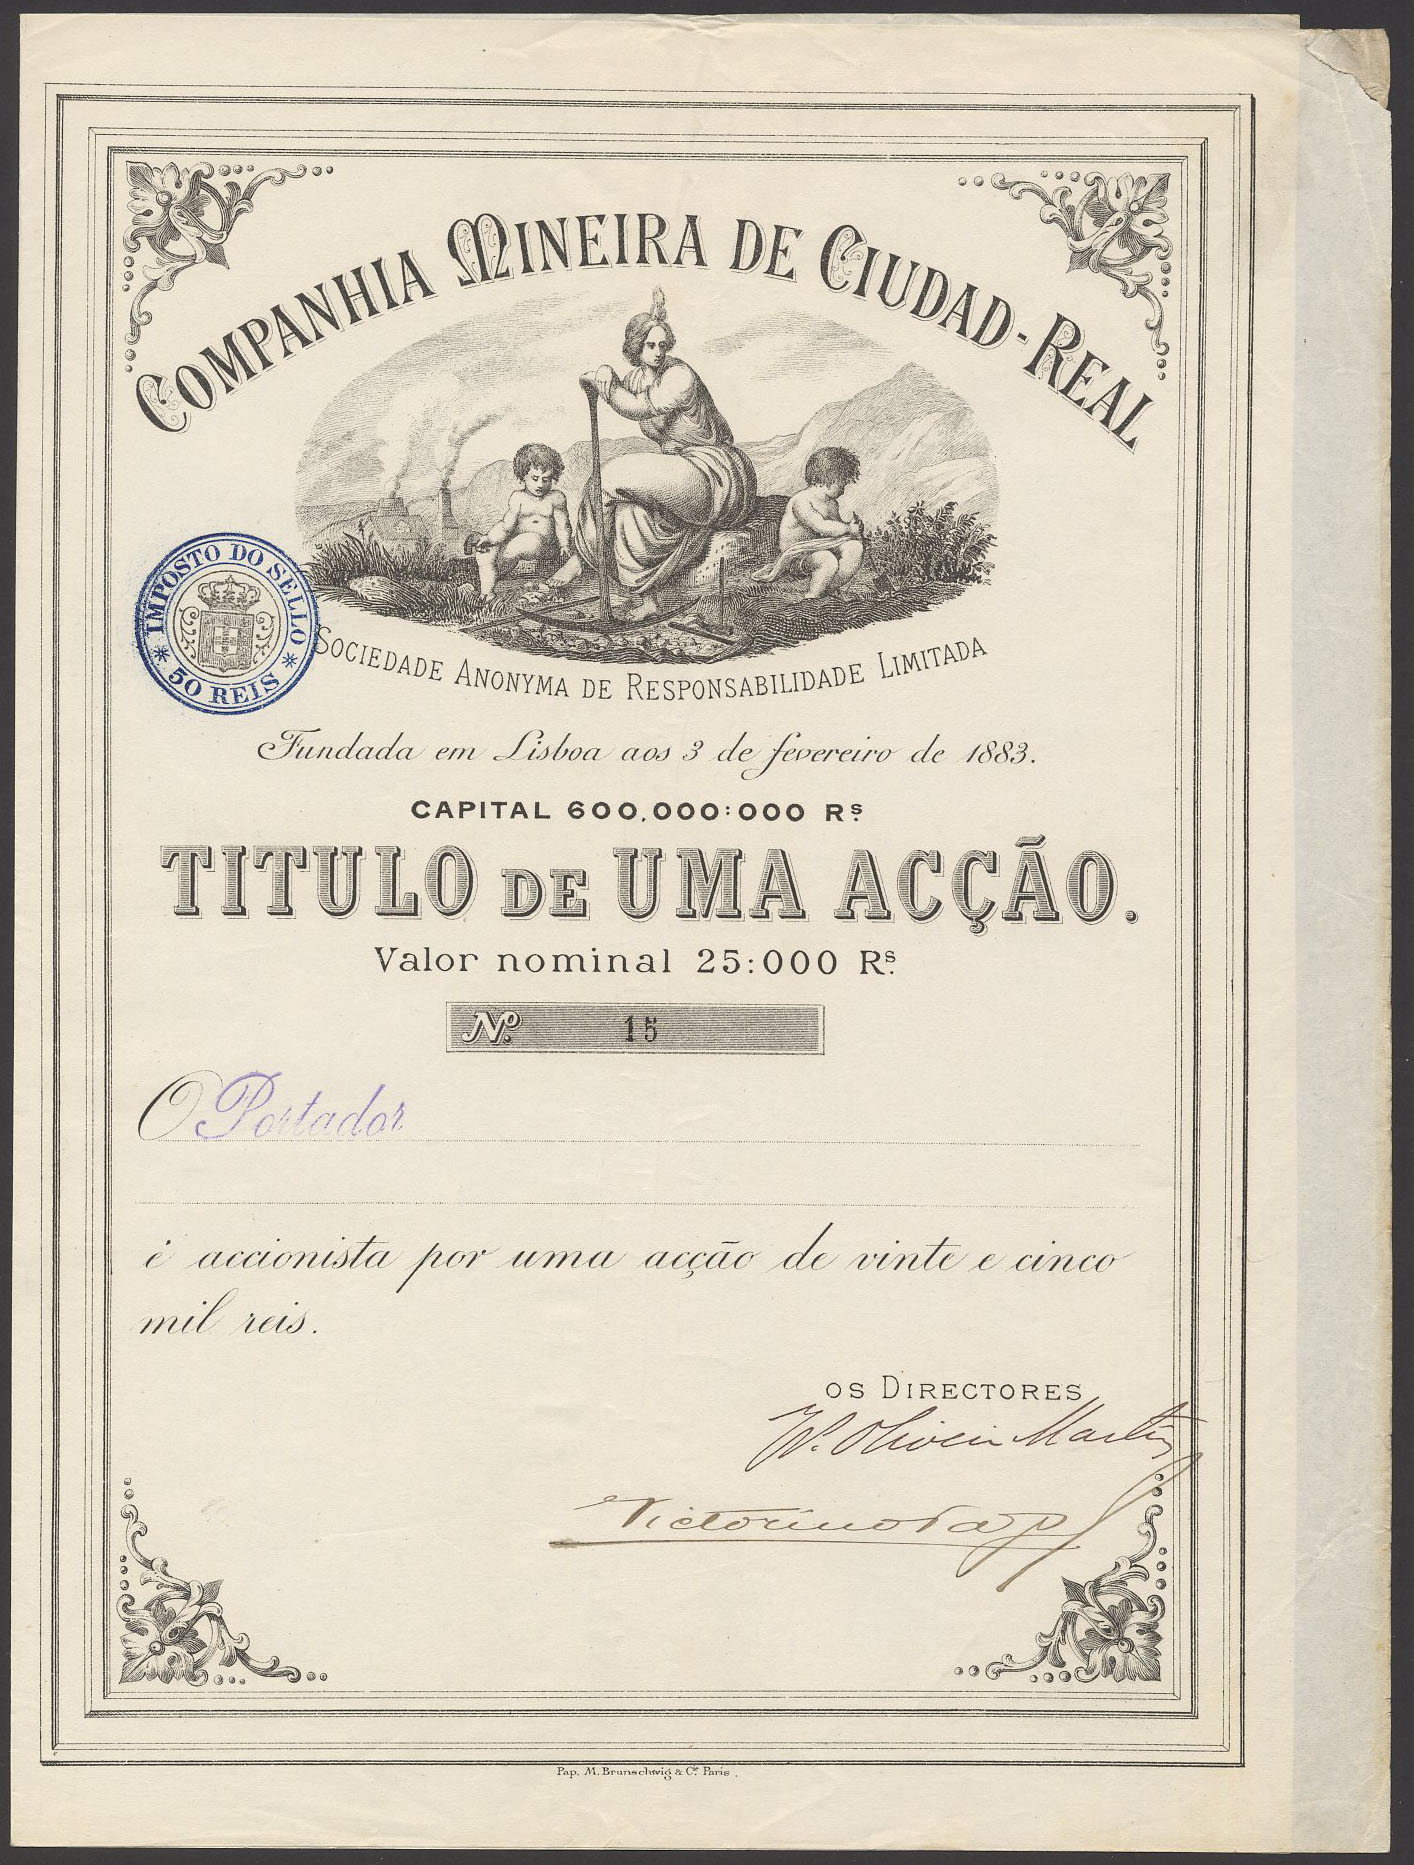 COMPANHIA MINEIRA DE CIUDAD-REAL
IMPOSTO DO SELLO
* 50 REIS *
SOCIEDADE ANONYMA DE RESPONSABILIDADE LIMITADA
Fundada em Lisboa aos 3 de fevereiro de 1883.
CAPITAL 600,000:000 Rs.
TITULO DE UMA ACÇÃO.
Valor nominal 25:000 Rs.
No. 15
O Portador
é accionista por uma acção de vinte e cinco
mil reis.
OS DIRECTORES
Victorino Vaz
Pap. M. Brunschwig & Cie. Paris.